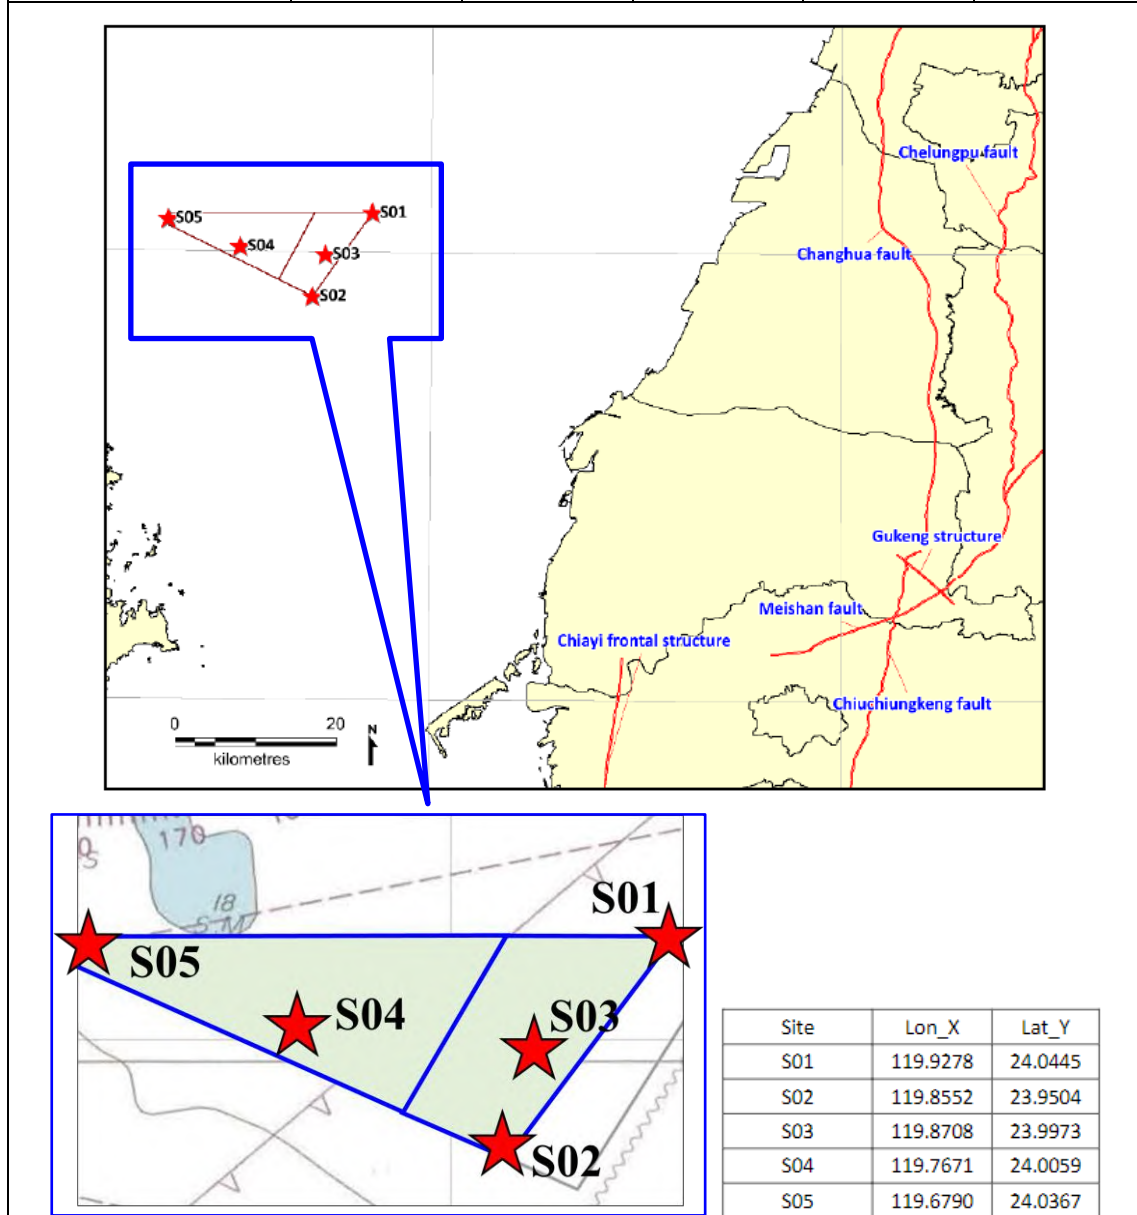 Chelungpu fault
S05
S01
S04
S03
Changhua fault
S02
Gukeng structure
Meishan fault
Chiayi frontal structure
Chiuchiungkeng fault
0 20
kilometres
N
170
18
S.M
S01
S05
S04
S03
S02
Site Lon_X Lat_Y
S01 119.9278 24.0445
S02 119.8552 23.9504
S03 119.8708 23.9973
S04 119.7671 24.0059
S05 119.6790 24.0367